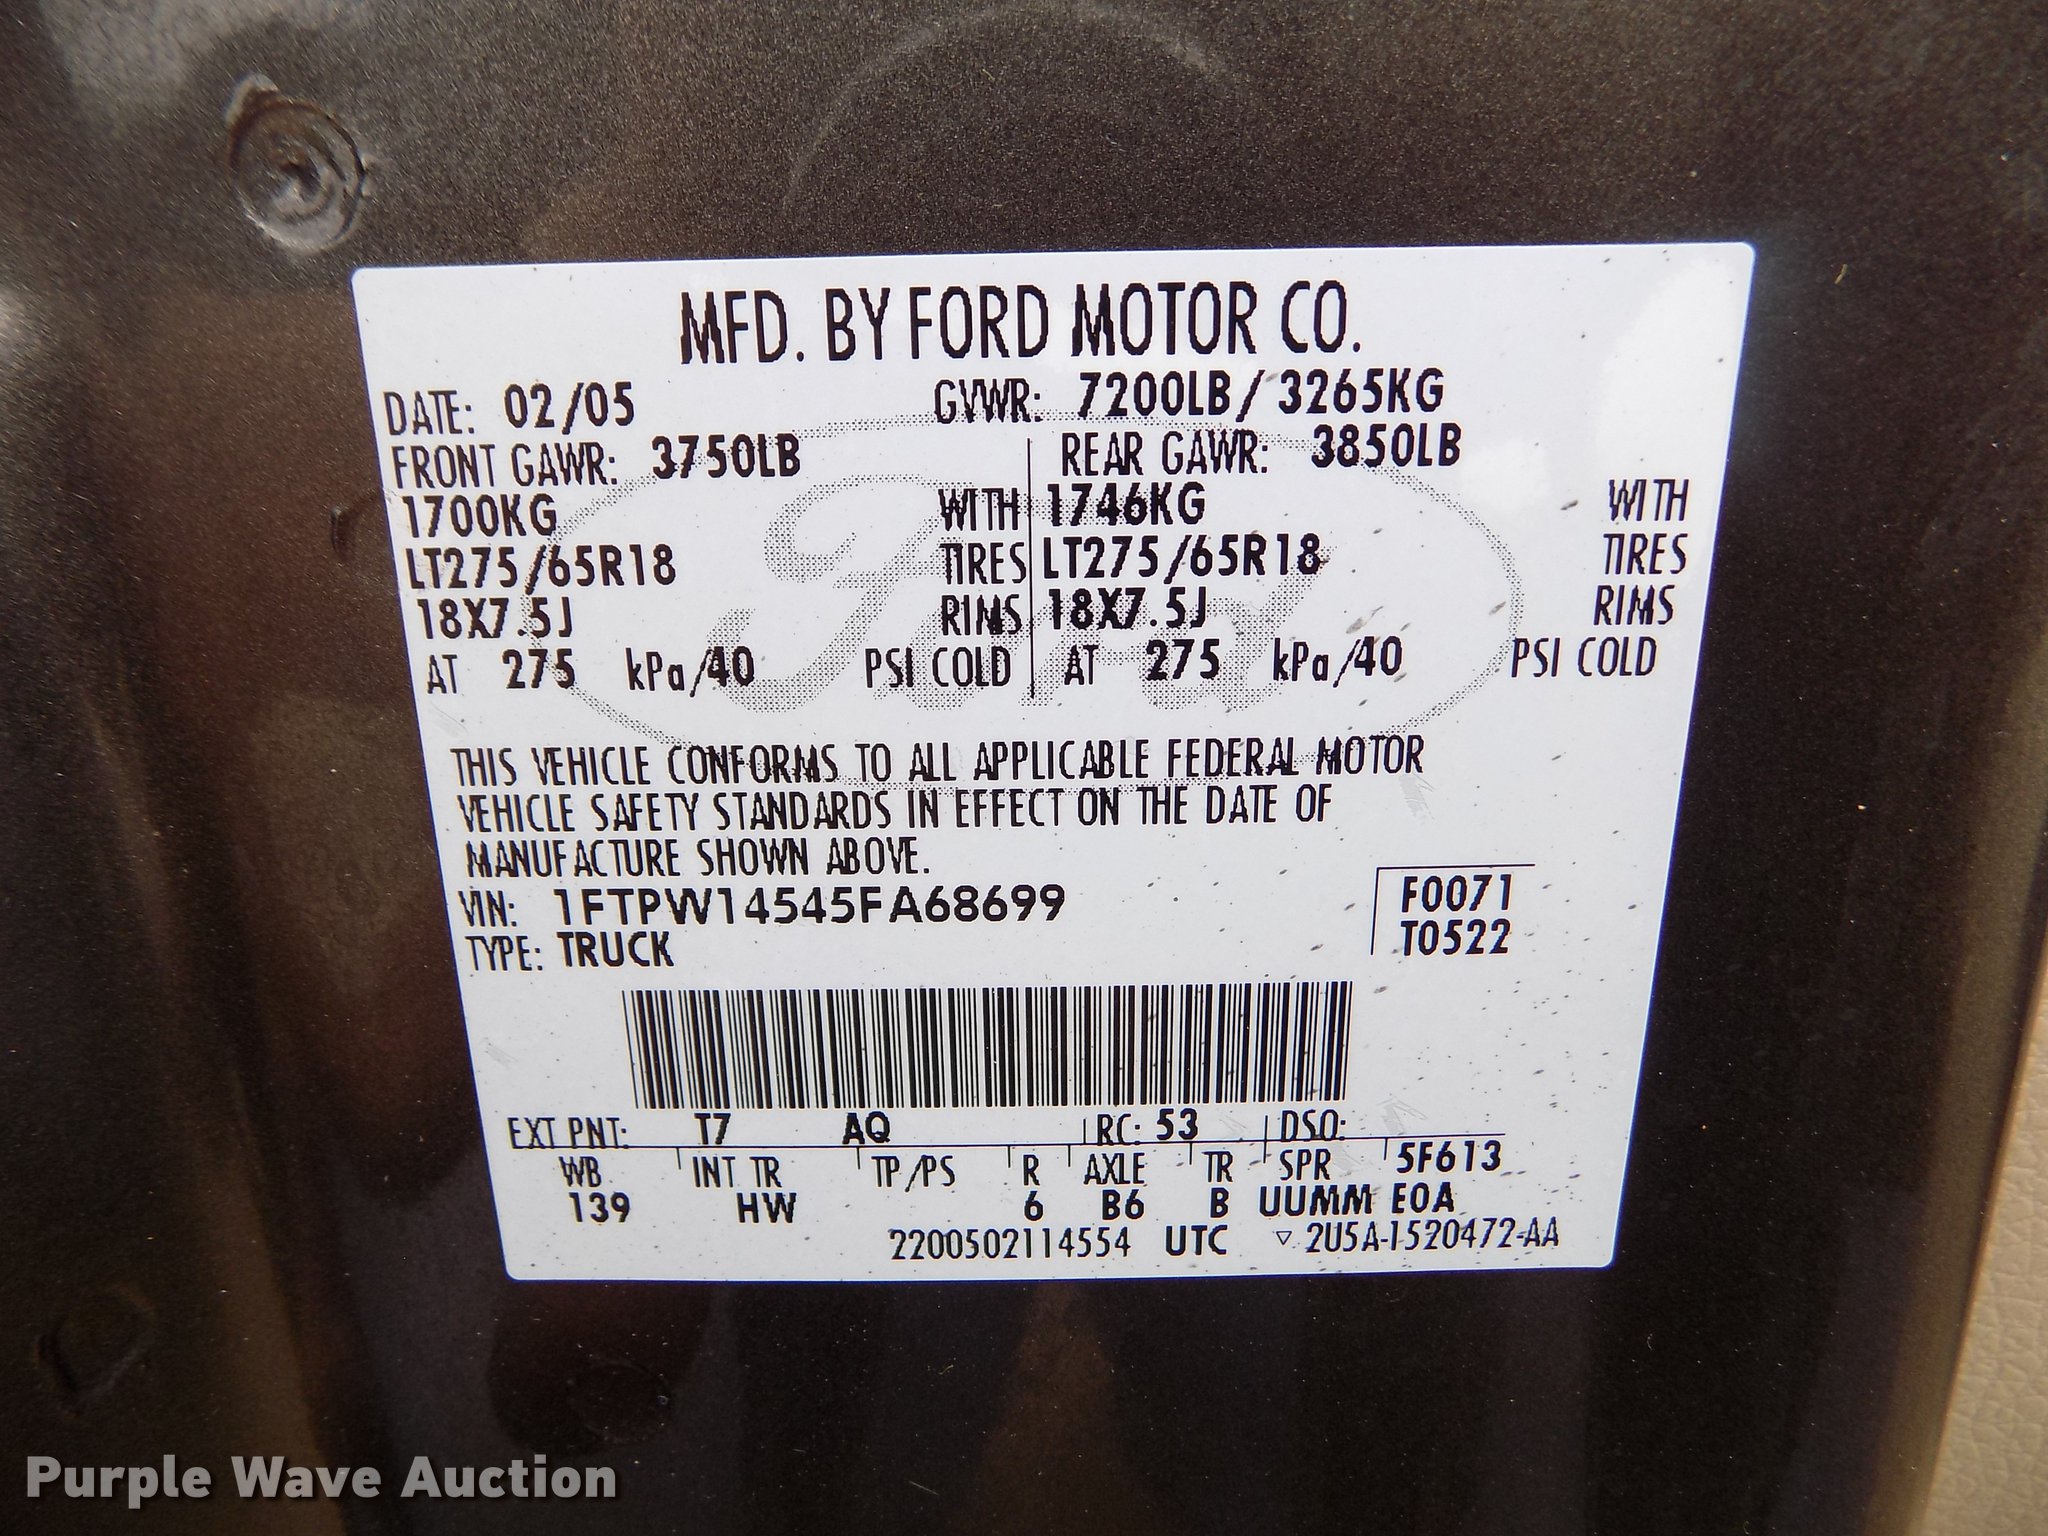 MFD. BY FORD MOTOR CO.
DATE: 02/05 GVWR: 7200LB/3265KG
FRONT GAWR: 3750LB REAR GAWR: 3850LB
1700KG WITH 1746KG WITH
LT275/65R18 TIRES LT275/65R18 TIRES
18X7.5J RIMS 18X7.5J RIMS
AT 275 kPa/40 PSI COLD AT 275 kPa/40 PSI COLD
Ford
THIS VEHICLE CONFORMS TO ALL APPLICABLE FEDERAL MOTOR
VEHICLE SAFETY STANDARDS IN EFFECT ON THE DATE OF
MANUFACTURE SHOWN ABOVE.
VIN: 1FTPW14545FA68699 F0071
TYPE: TRUCK T0522
EXT PNT: T7 AQ RC: 53 DSO:
WB INT TR TP/PS R AXLE TR SPR 5F613
139 HW 6 B6 B UUMM E0A
2200502114554 UTC ▽ 2U5A-1520472-AA
Purple Wave Auction